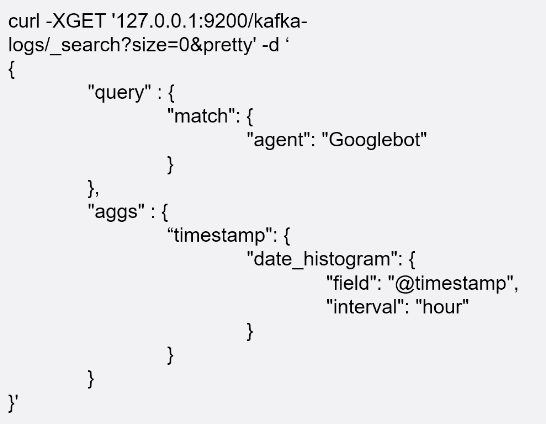 curl -XGET '127.0.0.1:9200/kafka-
logs/_search?size=0&pretty' -d ‘
{
"query" : {
"match": {
"agent": "Googlebot"
}
},
"aggs" : {
“timestamp": {
"date_histogram": {
"field": "@timestamp",
"interval": "hour"
}
}
}
}'